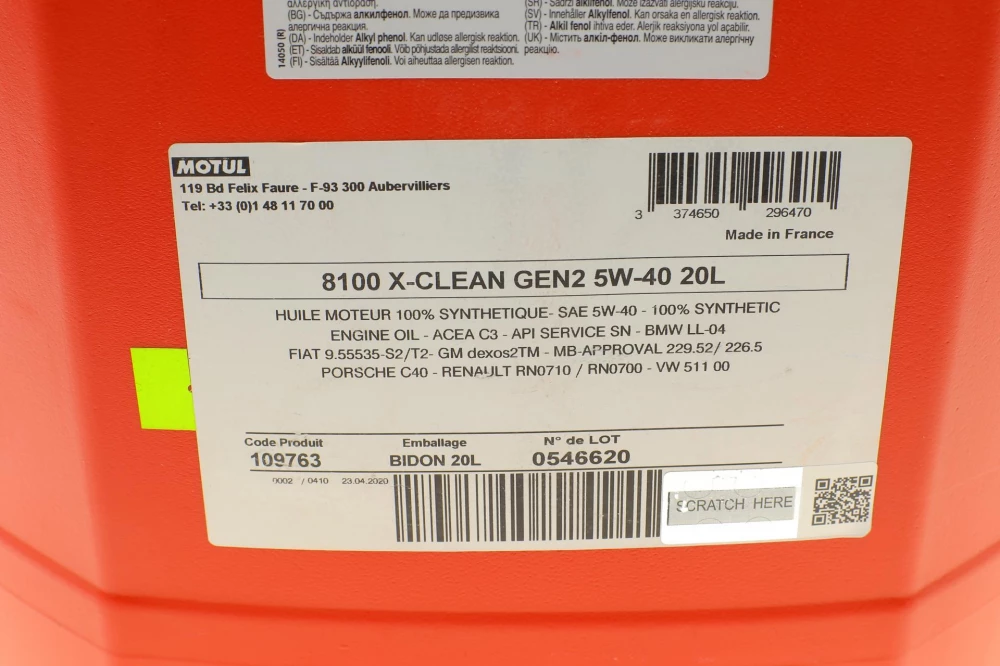 (BG) - Съдържа алкилфенол. Може да предизвика
алергична реакция.
(DA) - Indeholder Alkyl phenol. Kan udløse allergisk reaktion.
(ET) - Sisaldab alküül fenooli. Võib põhjustada allergilist reaktsiooni.
(FI) - Sisältää Alkyylifenoli. Voi aiheuttaa allergisen reaktion.
(SR) - Sadrži alkilfenol. Može izazvati alergijsku reakciju.
(SV) - Innehåller Alkylfenol. Kan orsaka en allergisk reaktion.
(TR) - Alkil fenol ihtiva eder. Alerjik reaksiyona yol açabilir.
(UK) - Містить алкіл-фенол. Може викликати алергічну
реакцію.
14050 (R)
MOTUL
119 Bd Felix Faure - F-93 300 Aubervilliers
Tel: +33 (0)1 48 11 70 00
3 374650 296470
Made in France
8100 X-CLEAN GEN2 5W-40 20L
HUILE MOTEUR 100% SYNTHETIQUE- SAE 5W-40 - 100% SYNTHETIC
ENGINE OIL - ACEA C3 - API SERVICE SN - BMW LL-04
FIAT 9.55535-S2/T2- GM dexos2TM - MB-APPROVAL 229.52/ 226.5
PORSCHE C40 - RENAULT RN0710 / RN0700 - VW 511 00
Code Produit Emballage N° de LOT
109763 BIDON 20L 0546620
0002 / 0410 23.04.2020
SCRATCH HERE